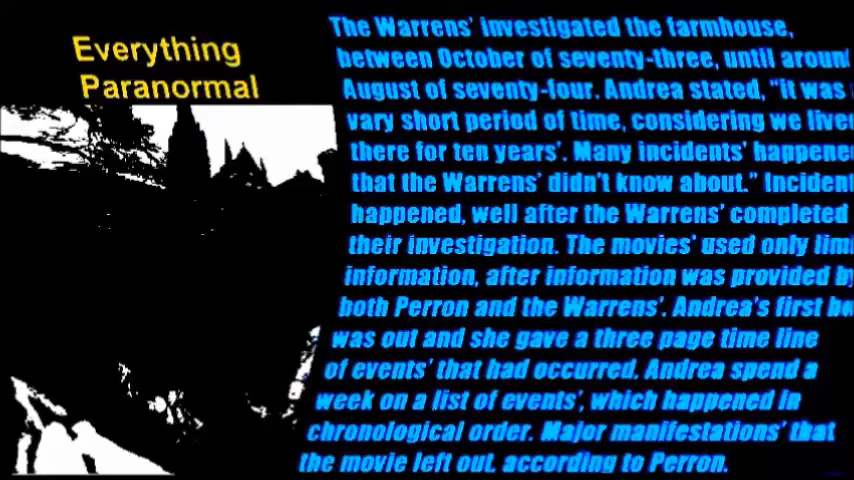 Everything
Paranormal
The Warrens' investigated the farmhouse,
between October of seventy-three, until
August of seventy-four. Andrea stated, "it was
vary short period of time, considering we
there for ten years'. Many incidents'
that the Warrens' didn't know about."
happened, well after the Warrens' completed
their investigation. The movies' used only
information, after information was provided
both Perron and the Warrens'. Andrea's first
was out and she gave a three page time line
of events' that had occurred. Andrea spend a
week on a list of events', which happened in
chronological order. Major manifestations' that
the movie left out, according to Perron.